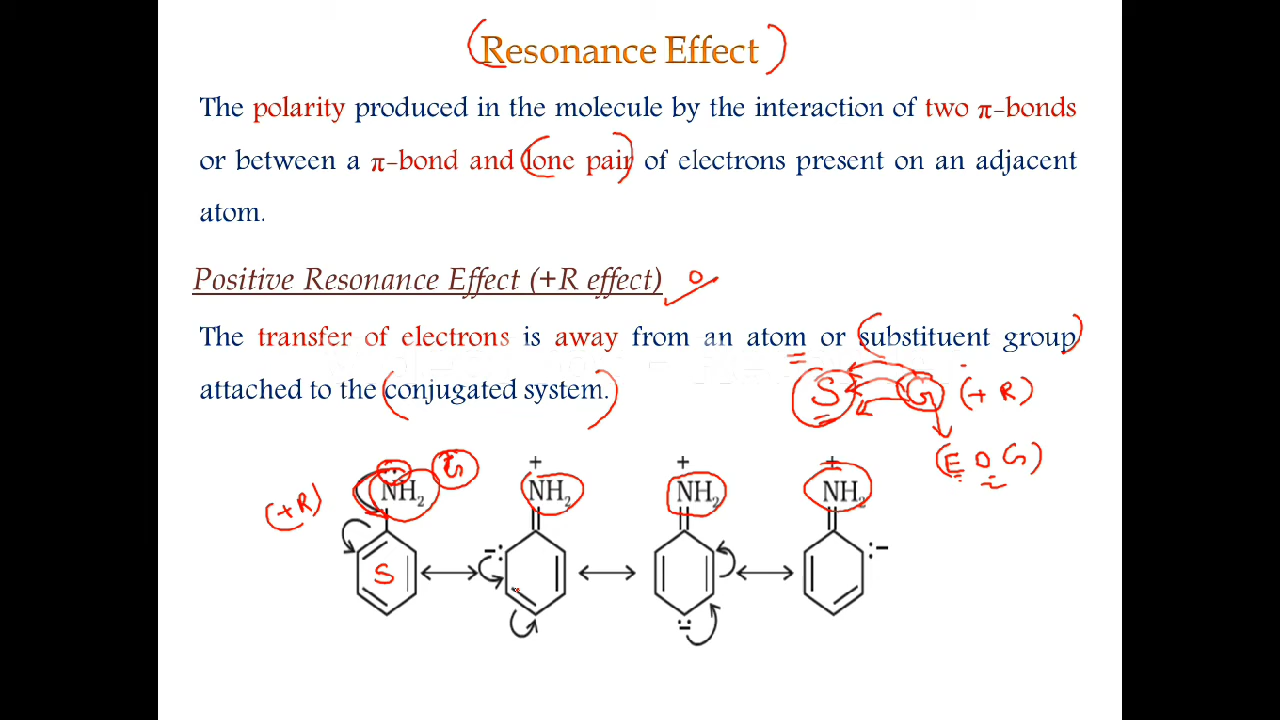 Resonance Effect
The polarity produced in the molecule by the interaction of two π-bonds
or between a π-bond and lone pair of electrons present on an adjacent
atom.
Positive Resonance Effect (+R effect)
The transfer of electrons is away from an atom or substituent group
attached to the conjugated system.
S G (+ R)
(E D G)
(+R) NH₂ G
+ NH₂
+ NH₂
+ NH₂
S
−:
:−